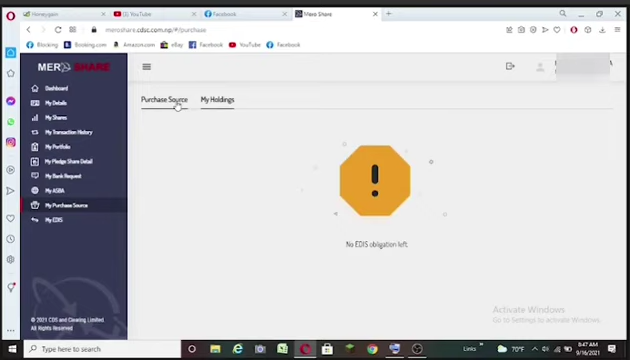 Honeygain
(3) YouTube
Facebook
Mero Share
meroshare.cdsc.com.np/#/purchase
Booking
Booking.com
Amazon.com
eBay
Facebook
YouTube
Facebook
MERO SHARE
Dashboard
My Details
My Shares
My Transaction History
My Portfolio
My Pledge Share Detail
My Bank Request
My ASBA
My Purchase Source
My EDIS
© 2021 CDS and Clearing Limited.
All Rights Reserved
Purchase Source
My Holdings
No EDIS obligation left.
Activate Windows
Go to Settings to activate Windows.
Type here to search
Links
70°F
8:47 AM
9/16/2021